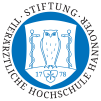 STIFTUNG · TIERÄRZTLICHE HOCHSCHULE HANNOVER ·
17 78